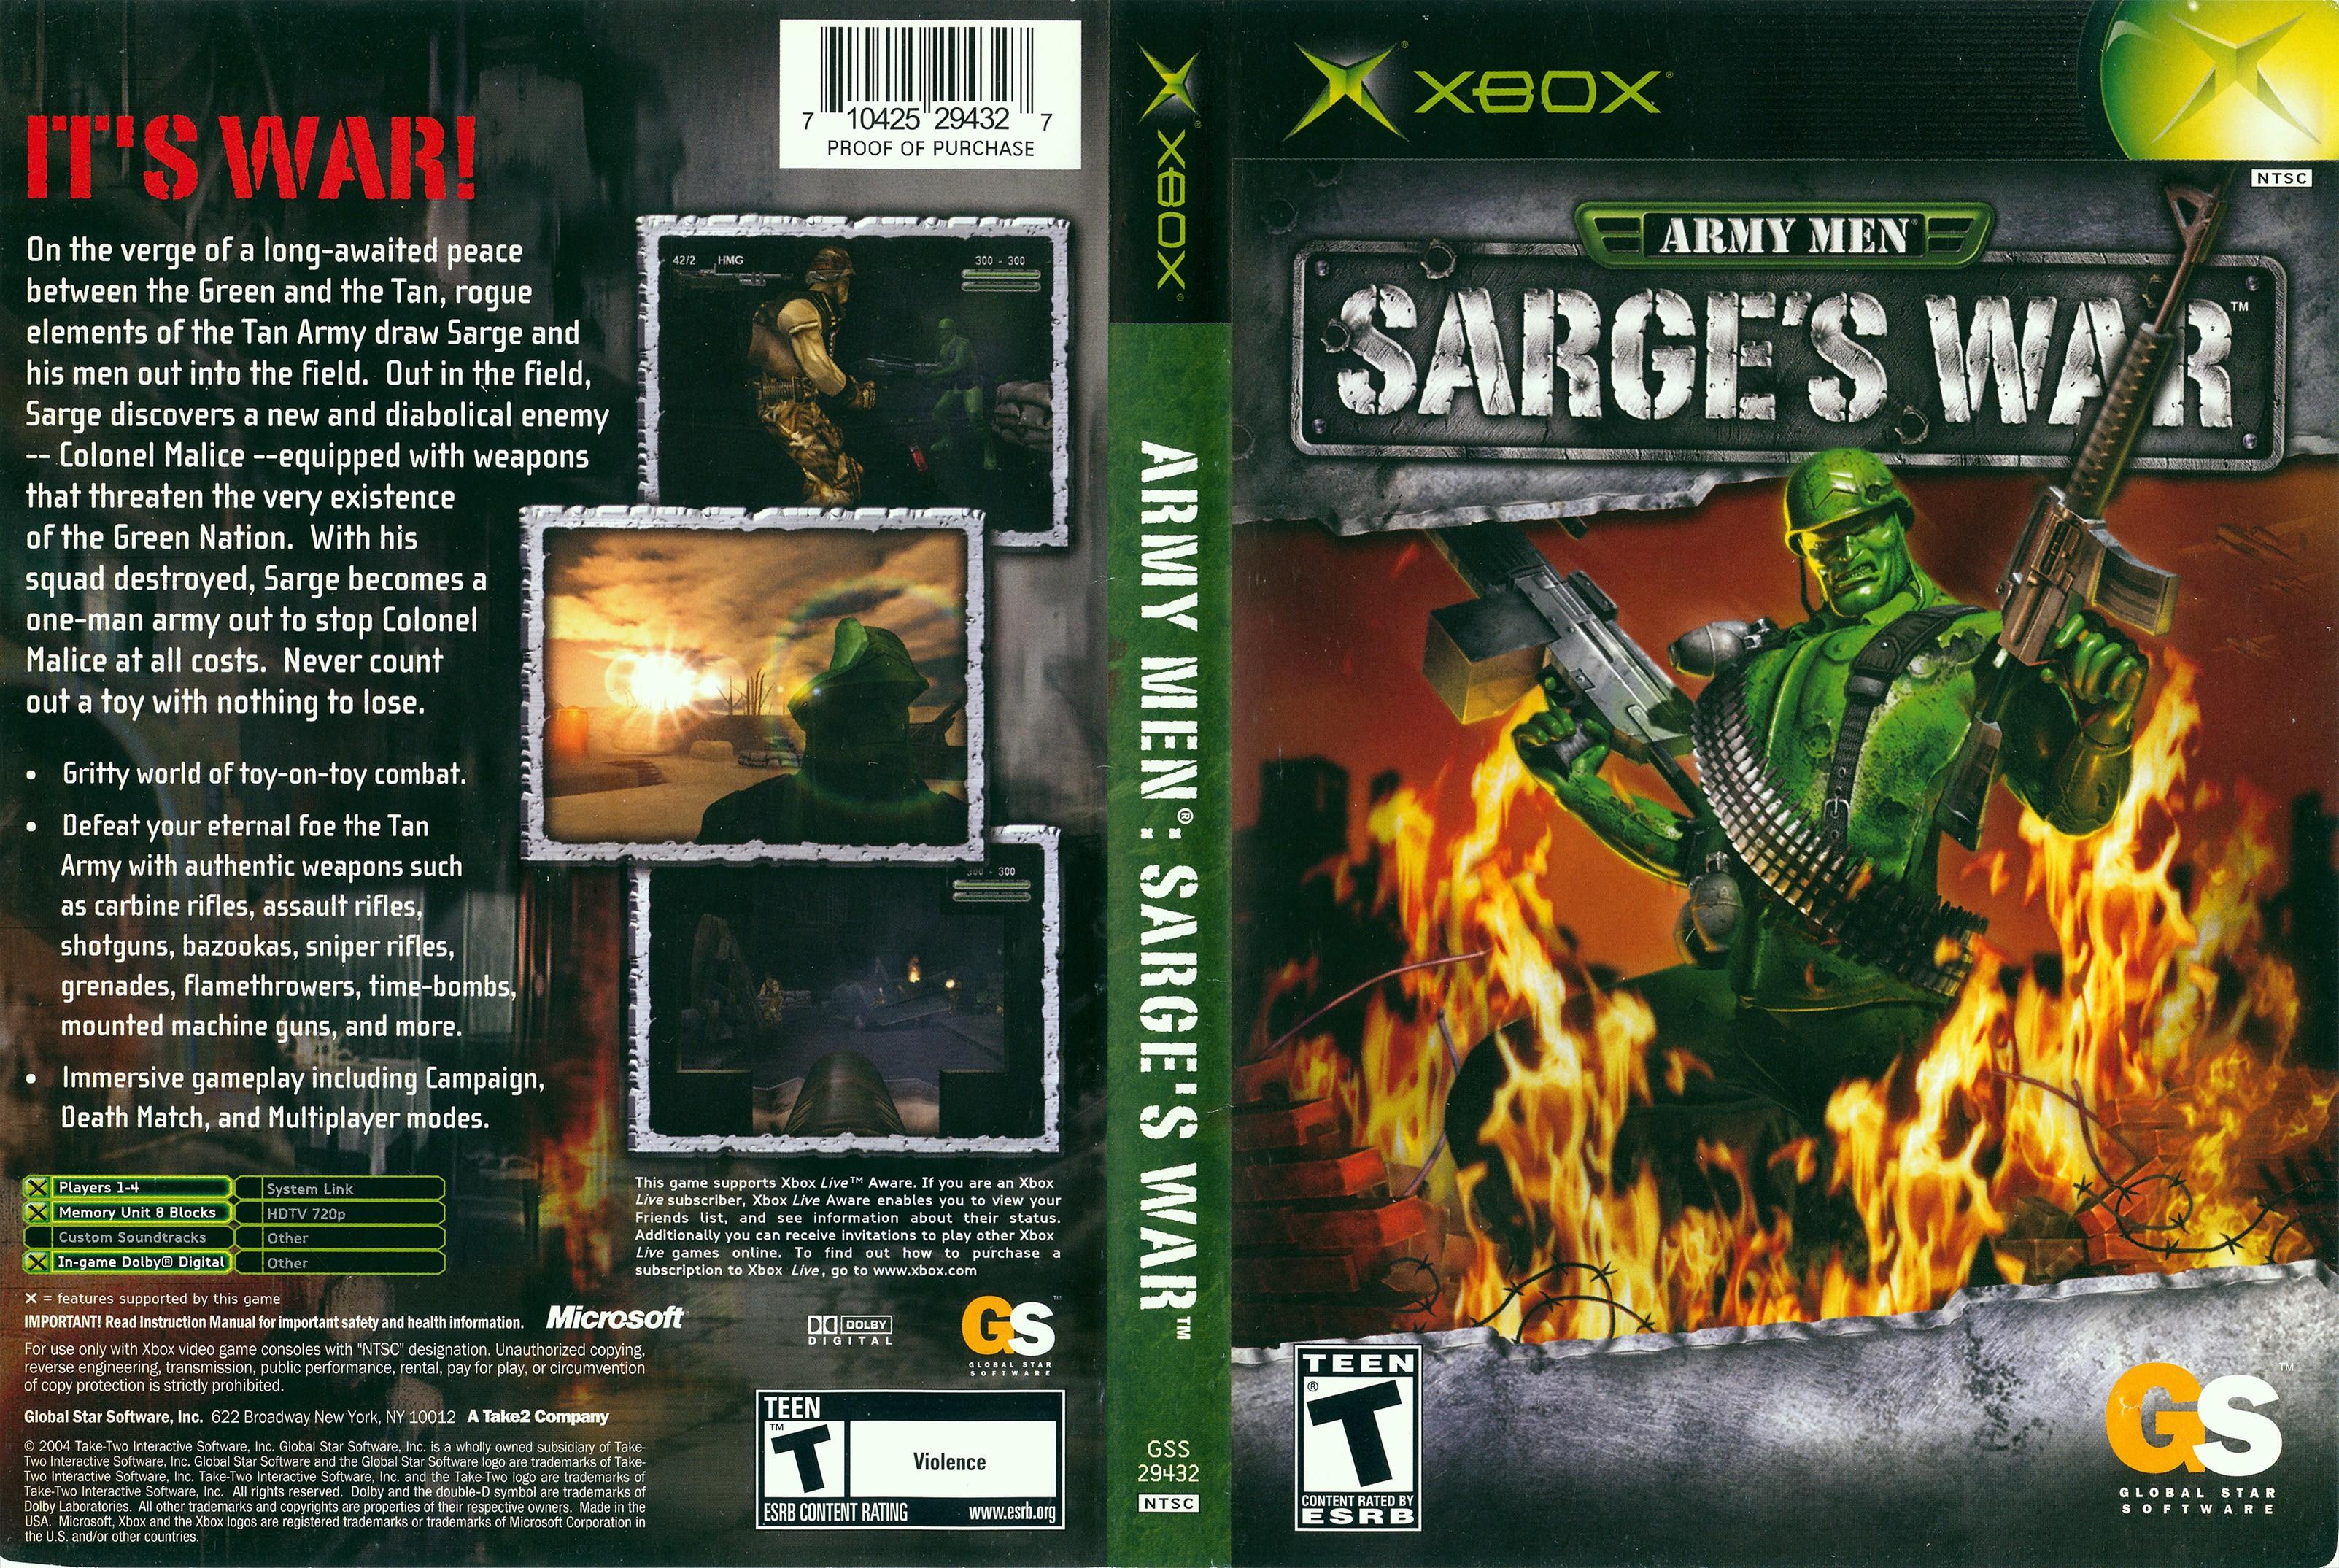 7 10425 29432 7
PROOF OF PURCHASE
IT'S WAR!
On the verge of a long-awaited peace
between the Green and the Tan, rogue
elements of the Tan Army draw Sarge and
his men out into the field. Out in the field,
Sarge discovers a new and diabolical enemy
-- Colonel Malice --equipped with weapons
that threaten the very existence
of the Green Nation. With his
squad destroyed, Sarge becomes a
one-man army out to stop Colonel
Malice at all costs. Never count
out a toy with nothing to lose.
• Gritty world of toy-on-toy combat.
• Defeat your eternal foe the Tan
Army with authentic weapons such
as carbine rifles, assault rifles,
shotguns, bazookas, sniper rifles,
grenades, flamethrowers, time-bombs,
mounted machine guns, and more.
• Immersive gameplay including Campaign,
Death Match, and Multiplayer modes.
42/2 HMG
300 - 300
300 - 300
Players 1-4
System Link
Memory Unit 8 Blocks
HDTV 720p
Custom Soundtracks
Other
In-game Dolby® Digital
Other
X = features supported by this game
IMPORTANT! Read Instruction Manual for important safety and health information.
Microsoft®
For use only with Xbox video game consoles with "NTSC" designation. Unauthorized copying,
reverse engineering, transmission, public performance, rental, pay for play, or circumvention
of copy protection is strictly prohibited.
Global Star Software, Inc. 622 Broadway New York, NY 10012 A Take2 Company
© 2004 Take-Two Interactive Software, Inc. Global Star Software, Inc. is a wholly owned subsidiary of Take-
Two Interactive Software, Inc. Global Star Software and the Global Star Software logo are trademarks of Take-
Two Interactive Software, Inc. Take-Two Interactive Software, Inc. and the Take-Two logo are trademarks of
Take-Two Interactive Software, Inc. All rights reserved. Dolby and the double-D symbol are trademarks of
Dolby Laboratories. All other trademarks and copyrights are properties of their respective owners. Made in the
USA. Microsoft, Xbox and the Xbox logos are registered trademarks or trademarks of Microsoft Corporation in
the U.S. and/or other countries.
This game supports Xbox Live™ Aware. If you are an Xbox
Live subscriber, Xbox Live Aware enables you to view your
Friends list, and see information about their status.
Additionally you can receive invitations to play other Xbox
Live games online. To find out how to purchase a
subscription to Xbox Live, go to www.xbox.com
DOLBY
DIGITAL
GS™
GLOBAL STAR
SOFTWARE
TEEN
T™
Violence
ESRB CONTENT RATING www.esrb.org
XBOX®
ARMY MEN®: SARGE'S WAR™
GSS
29432
NTSC
XBOX®
NTSC
ARMY MEN®
SARGE'S WAR™
TEEN
T®
CONTENT RATED BY
ESRB
GS™
GLOBAL STAR
SOFTWARE